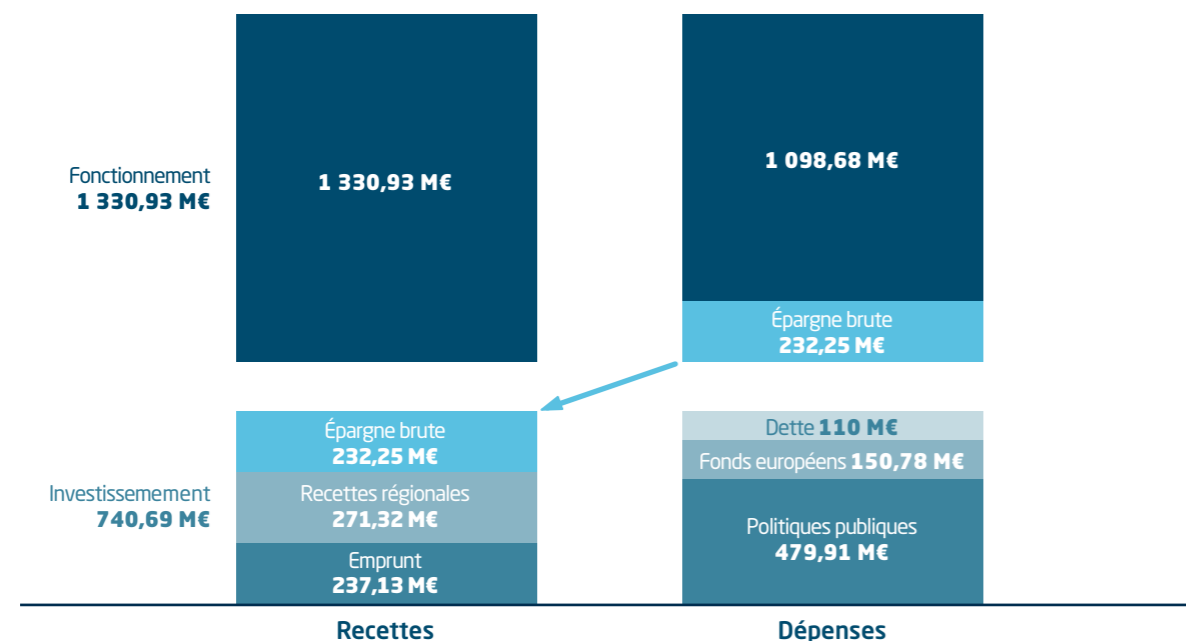 Fonctionnement
1 330,93 M€
1 330,93 M€
1 098,68 M€
Épargne brute
232,25 M€
Investissemement
740,69 M€
Épargne brute
232,25 M€
Recettes régionales
271,32 M€
Emprunt
237,13 M€
Dette 110 M€
Fonds européens 150,78 M€
Politiques publiques
479,91 M€
Recettes
Dépenses